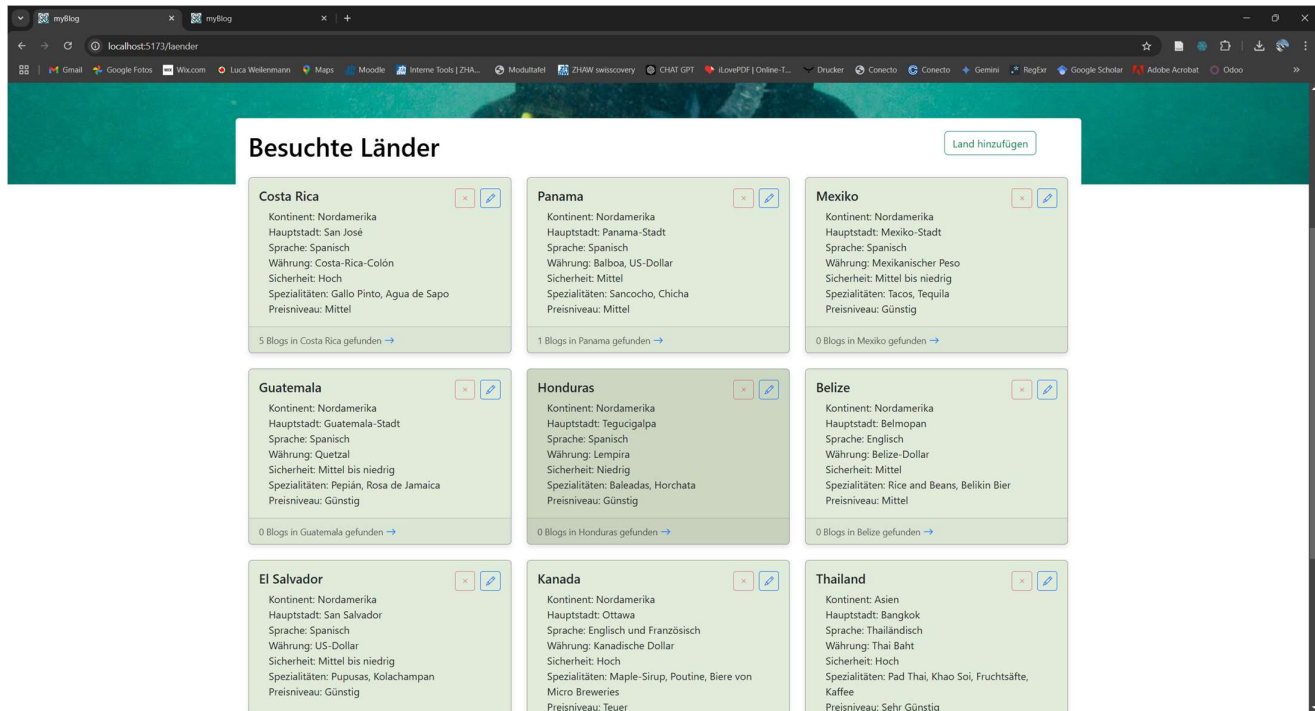 myBlog
myBlog
localhost:5173/laender
Gmail Google Fotos Wix.com Luca Weilenmann Maps Moodle Interne Tools | ZHA... Modultafel ZHAW swisscovery CHAT GPT iLovePDF | Online-T... Drucker Conecto Conecto Gemini RegExr Google Scholar Adobe Acrobat Odoo
Besuchte Länder
Land hinzufügen
Costa Rica
Kontinent: Nordamerika
Hauptstadt: San José
Sprache: Spanisch
Währung: Costa-Rica-Colón
Sicherheit: Hoch
Spezialitäten: Gallo Pinto, Agua de Sapo
Preisniveau: Mittel
5 Blogs in Costa Rica gefunden →
Panama
Kontinent: Nordamerika
Hauptstadt: Panama-Stadt
Sprache: Spanisch
Währung: Balboa, US-Dollar
Sicherheit: Mittel
Spezialitäten: Sancocho, Chicha
Preisniveau: Mittel
1 Blogs in Panama gefunden →
Mexiko
Kontinent: Nordamerika
Hauptstadt: Mexiko-Stadt
Sprache: Spanisch
Währung: Mexikanischer Peso
Sicherheit: Mittel bis niedrig
Spezialitäten: Tacos, Tequila
Preisniveau: Günstig
0 Blogs in Mexiko gefunden →
Guatemala
Kontinent: Nordamerika
Hauptstadt: Guatemala-Stadt
Sprache: Spanisch
Währung: Quetzal
Sicherheit: Mittel bis niedrig
Spezialitäten: Pepián, Rosa de Jamaica
Preisniveau: Günstig
0 Blogs in Guatemala gefunden →
Honduras
Kontinent: Nordamerika
Hauptstadt: Tegucigalpa
Sprache: Spanisch
Währung: Lempira
Sicherheit: Niedrig
Spezialitäten: Baleadas, Horchata
Preisniveau: Günstig
0 Blogs in Honduras gefunden →
Belize
Kontinent: Nordamerika
Hauptstadt: Belmopan
Sprache: Englisch
Währung: Belize-Dollar
Sicherheit: Mittel
Spezialitäten: Rice and Beans, Belikin Bier
Preisniveau: Mittel
0 Blogs in Belize gefunden →
El Salvador
Kontinent: Nordamerika
Hauptstadt: San Salvador
Sprache: Spanisch
Währung: US-Dollar
Sicherheit: Mittel bis niedrig
Spezialitäten: Pupusas, Kolachampan
Preisniveau: Günstig
Kanada
Kontinent: Nordamerika
Hauptstadt: Ottawa
Sprache: Englisch und Französisch
Währung: Kanadische Dollar
Sicherheit: Hoch
Spezialitäten: Maple-Sirup, Poutine, Biere von
Micro Breweries
Preisniveau: Teuer
Thailand
Kontinent: Asien
Hauptstadt: Bangkok
Sprache: Thailändisch
Währung: Thai Baht
Sicherheit: Hoch
Spezialitäten: Pad Thai, Khao Soi, Fruchtsäfte,
Kaffee
Preisniveau: Sehr Günstig